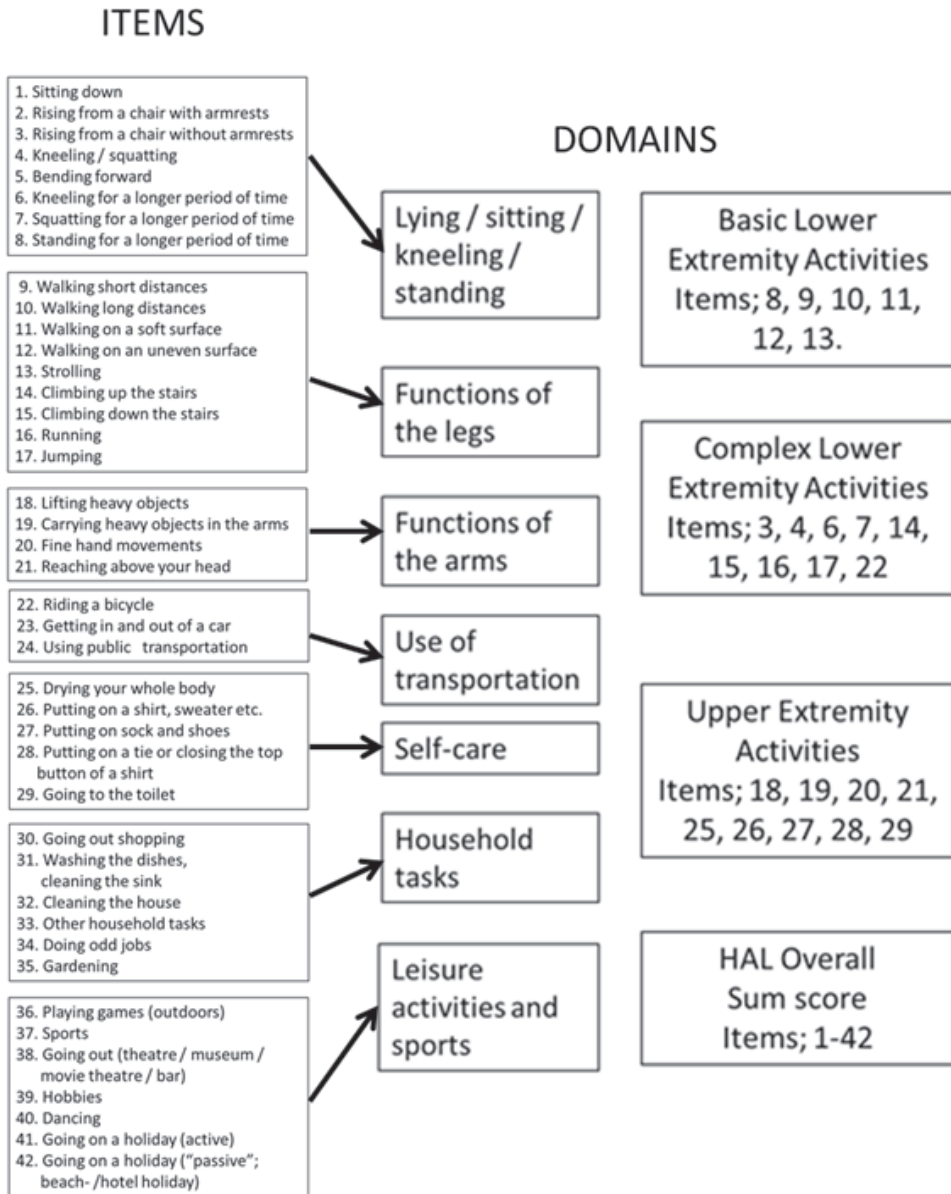 ITEMS
1. Sitting down
2. Rising from a chair with armrests
3. Rising from a chair without armrests
4. Kneeling / squatting
5. Bending forward
6. Kneeling for a longer period of time
7. Squatting for a longer period of time
8. Standing for a longer period of time
9. Walking short distances
10. Walking long distances
11. Walking on a soft surface
12. Walking on an uneven surface
13. Strolling
14. Climbing up the stairs
15. Climbing down the stairs
16. Running
17. Jumping
18. Lifting heavy objects
19. Carrying heavy objects in the arms
20. Fine hand movements
21. Reaching above your head
22. Riding a bicycle
23. Getting in and out of a car
24. Using public transportation
25. Drying your whole body
26. Putting on a shirt, sweater etc.
27. Putting on sock and shoes
28. Putting on a tie or closing the top
button of a shirt
29. Going to the toilet
30. Going out shopping
31. Washing the dishes,
cleaning the sink
32. Cleaning the house
33. Other household tasks
34. Doing odd jobs
35. Gardening
36. Playing games (outdoors)
37. Sports
38. Going out (theatre / museum /
movie theatre / bar)
39. Hobbies
40. Dancing
41. Going on a holiday (active)
42. Going on a holiday ("passive";
beach- /hotel holiday)
DOMAINS
Lying / sitting /
kneeling /
standing
Functions of
the legs
Functions of
the arms
Use of
transportation
Self-care
Household
tasks
Leisure
activities and
sports
Basic Lower
Extremity Activities
Items; 8, 9, 10, 11,
12, 13.
Complex Lower
Extremity Activities
Items; 3, 4, 6, 7, 14,
15, 16, 17, 22
Upper Extremity
Activities
Items; 18, 19, 20, 21,
25, 26, 27, 28, 29
HAL Overall
Sum score
Items; 1-42